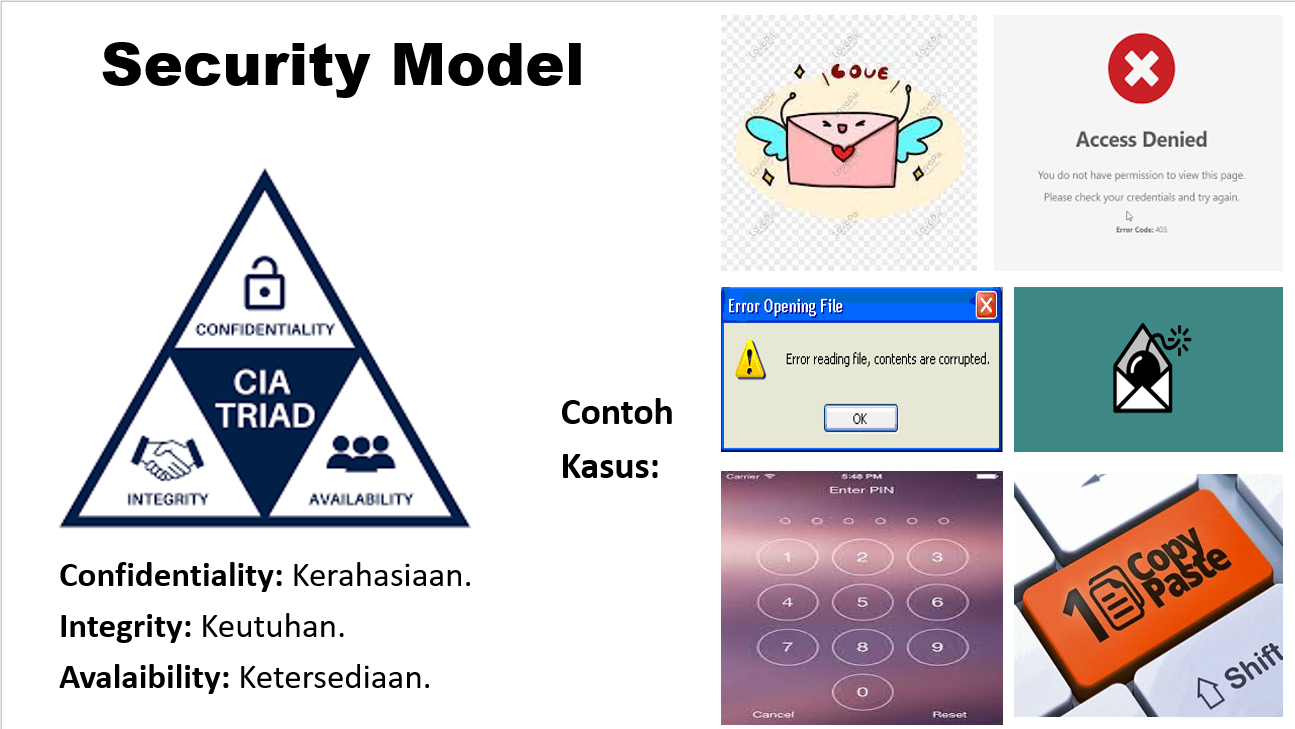 Security Model
CONFIDENTIALITY
CIA
TRIAD
INTEGRITY
AVAILABILITY
Confidentiality: Kerahasiaan.
Integrity: Keutuhan.
Avalaibility: Ketersediaan.
Contoh
Kasus:
LOVE
Access Denied
You do not have permission to view this page.
Please check your credentials and try again.
Error Code: 403
Error Opening File
Error reading file, contents are corrupted.
OK
Carrier
5:48 PM
Enter PIN
1 2 3
4 5 6
7 8 9
0
Cancel Reset
1 Copy
Paste
Shift